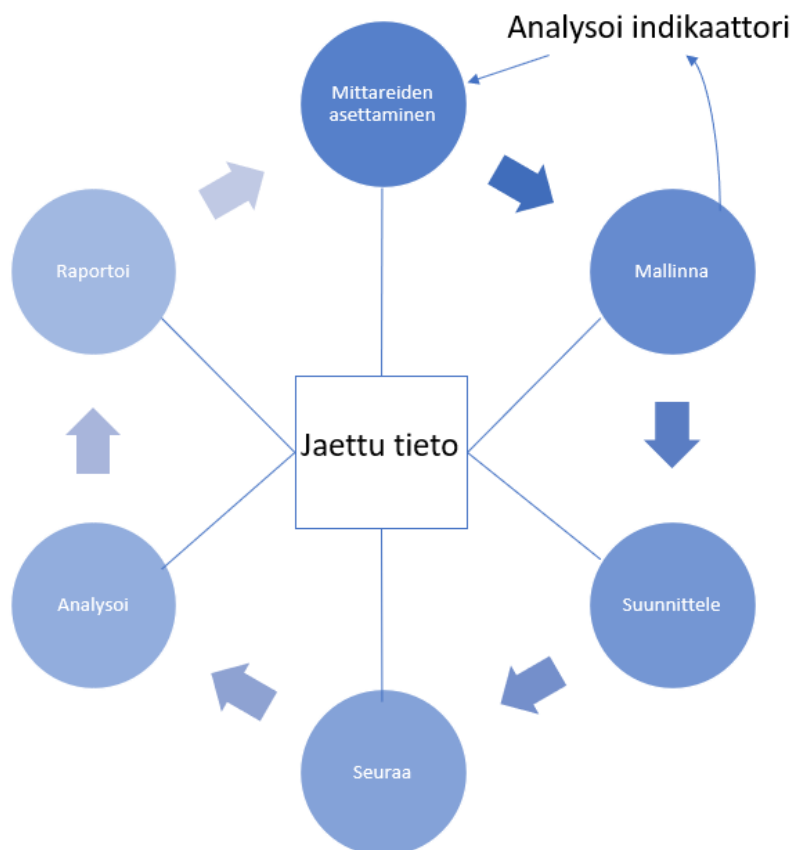 Analysoi indikaattori
Mittareiden
asettaminen
Raportoi
Mallinna
Jaettu tieto
Analysoi
Suunnittele
Seuraa